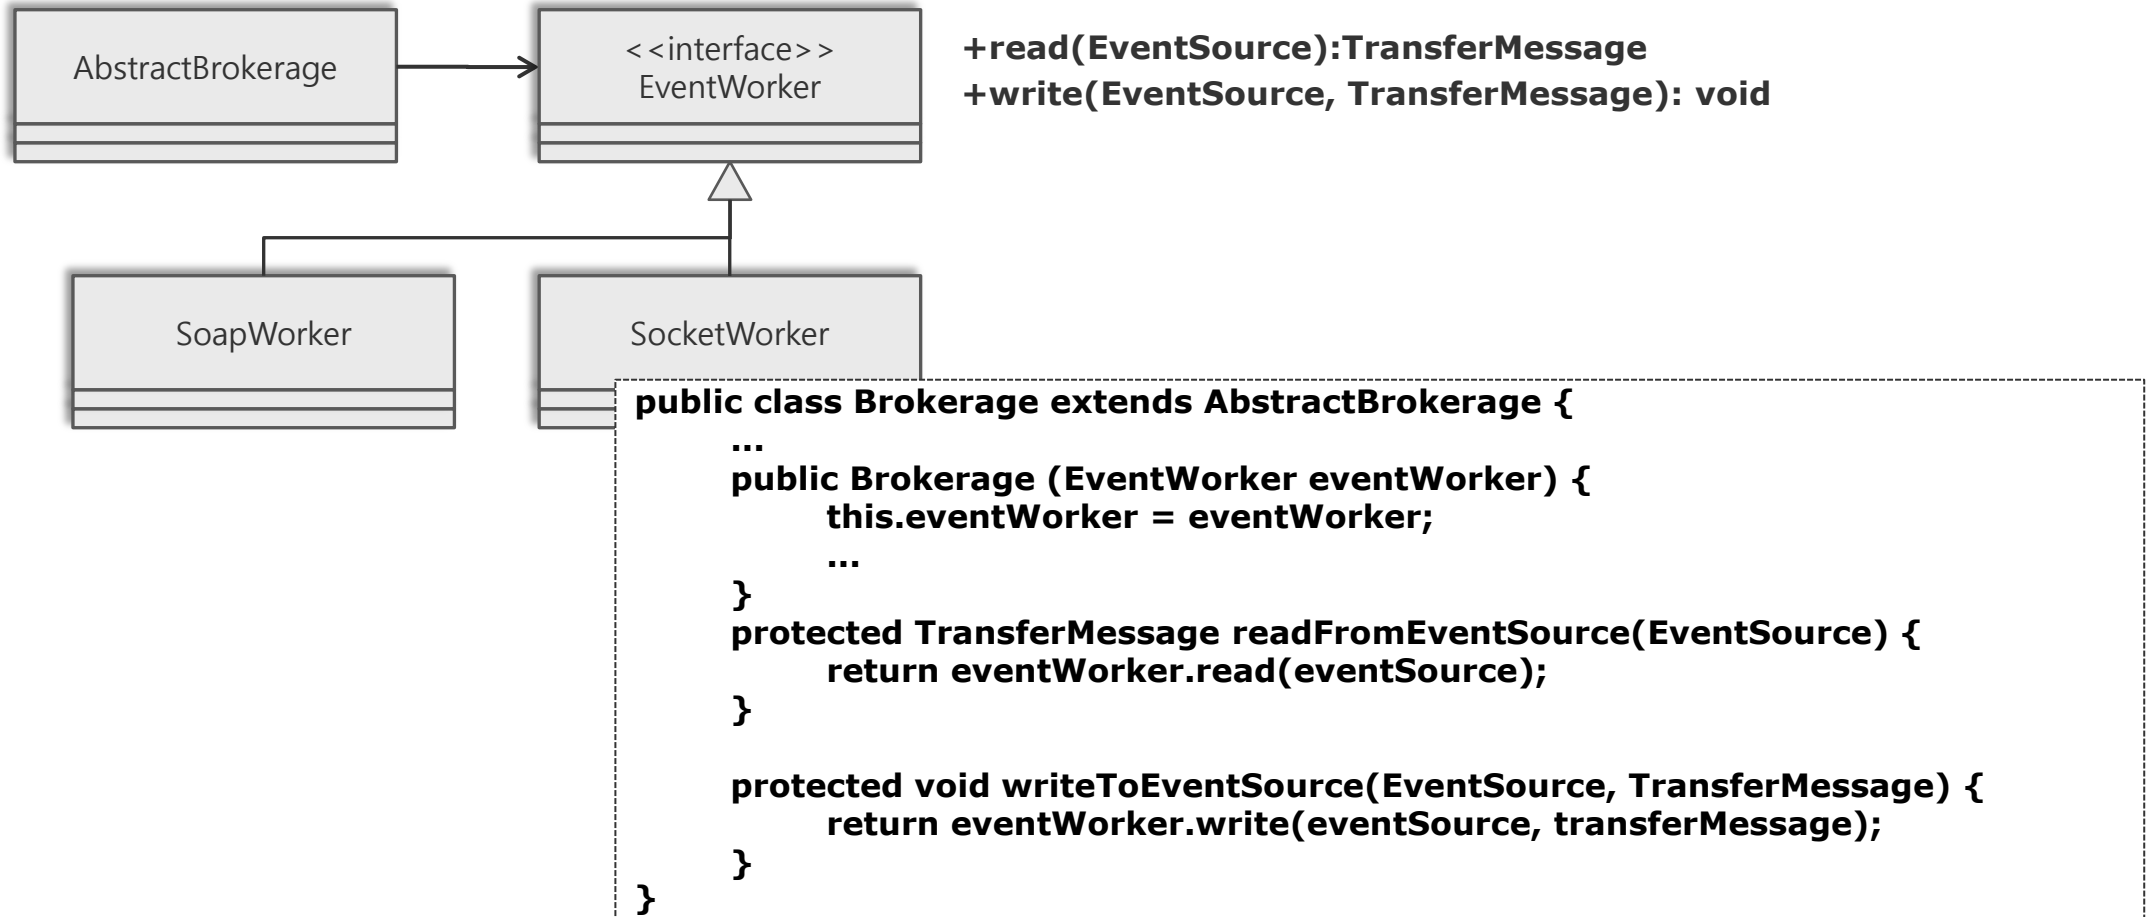 AbstractBrokerage
<<interface>>
EventWorker
+read(EventSource):TransferMessage
+write(EventSource, TransferMessage): void
SoapWorker
SocketWorker
public class Brokerage extends AbstractBrokerage {
...
public Brokerage (EventWorker eventWorker) {
this.eventWorker = eventWorker;
...
}
protected TransferMessage readFromEventSource(EventSource) {
return eventWorker.read(eventSource);
}
protected void writeToEventSource(EventSource, TransferMessage) {
return eventWorker.write(eventSource, transferMessage);
}
}